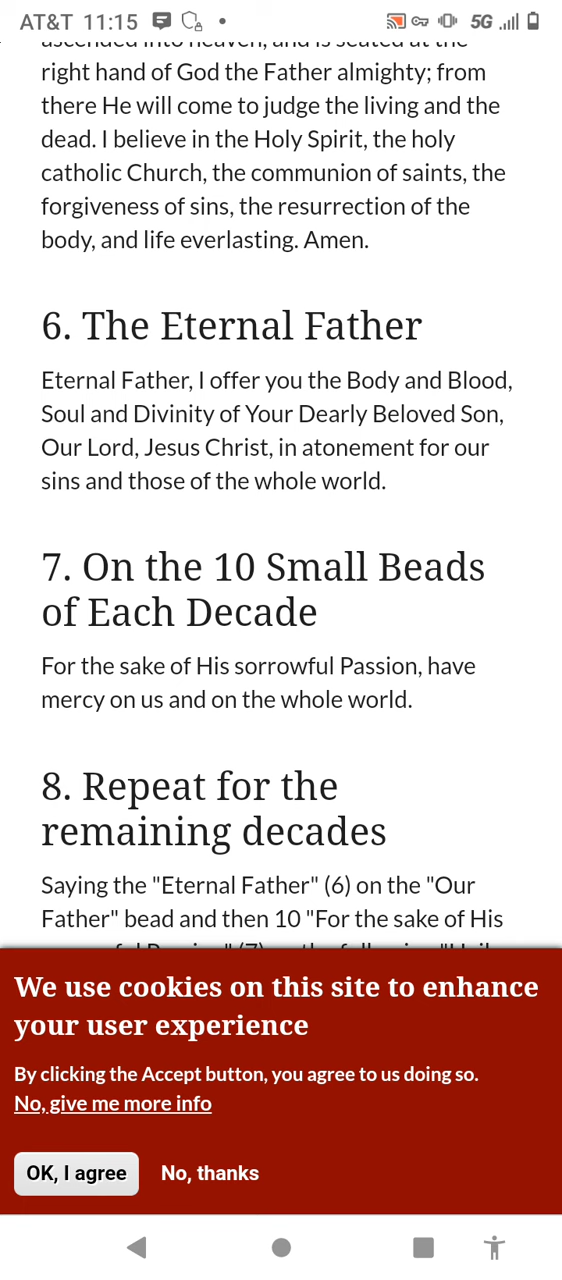 AT&T 11:15 5G
ascended into heaven, and is seated at the
right hand of God the Father almighty; from
there He will come to judge the living and the
dead. I believe in the Holy Spirit, the holy
catholic Church, the communion of saints, the
forgiveness of sins, the resurrection of the
body, and life everlasting. Amen.
6. The Eternal Father
Eternal Father, I offer you the Body and Blood,
Soul and Divinity of Your Dearly Beloved Son,
Our Lord, Jesus Christ, in atonement for our
sins and those of the whole world.
7. On the 10 Small Beads
of Each Decade
For the sake of His sorrowful Passion, have
mercy on us and on the whole world.
8. Repeat for the
remaining decades
Saying the "Eternal Father" (6) on the "Our
Father" bead and then 10 "For the sake of His
We use cookies on this site to enhance
your user experience
By clicking the Accept button, you agree to us doing so.
No, give me more info
OK, I agree No, thanks